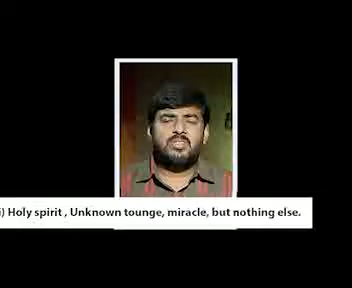 i) Holy spirit , Unknown tounge, miracle, but nothing else.